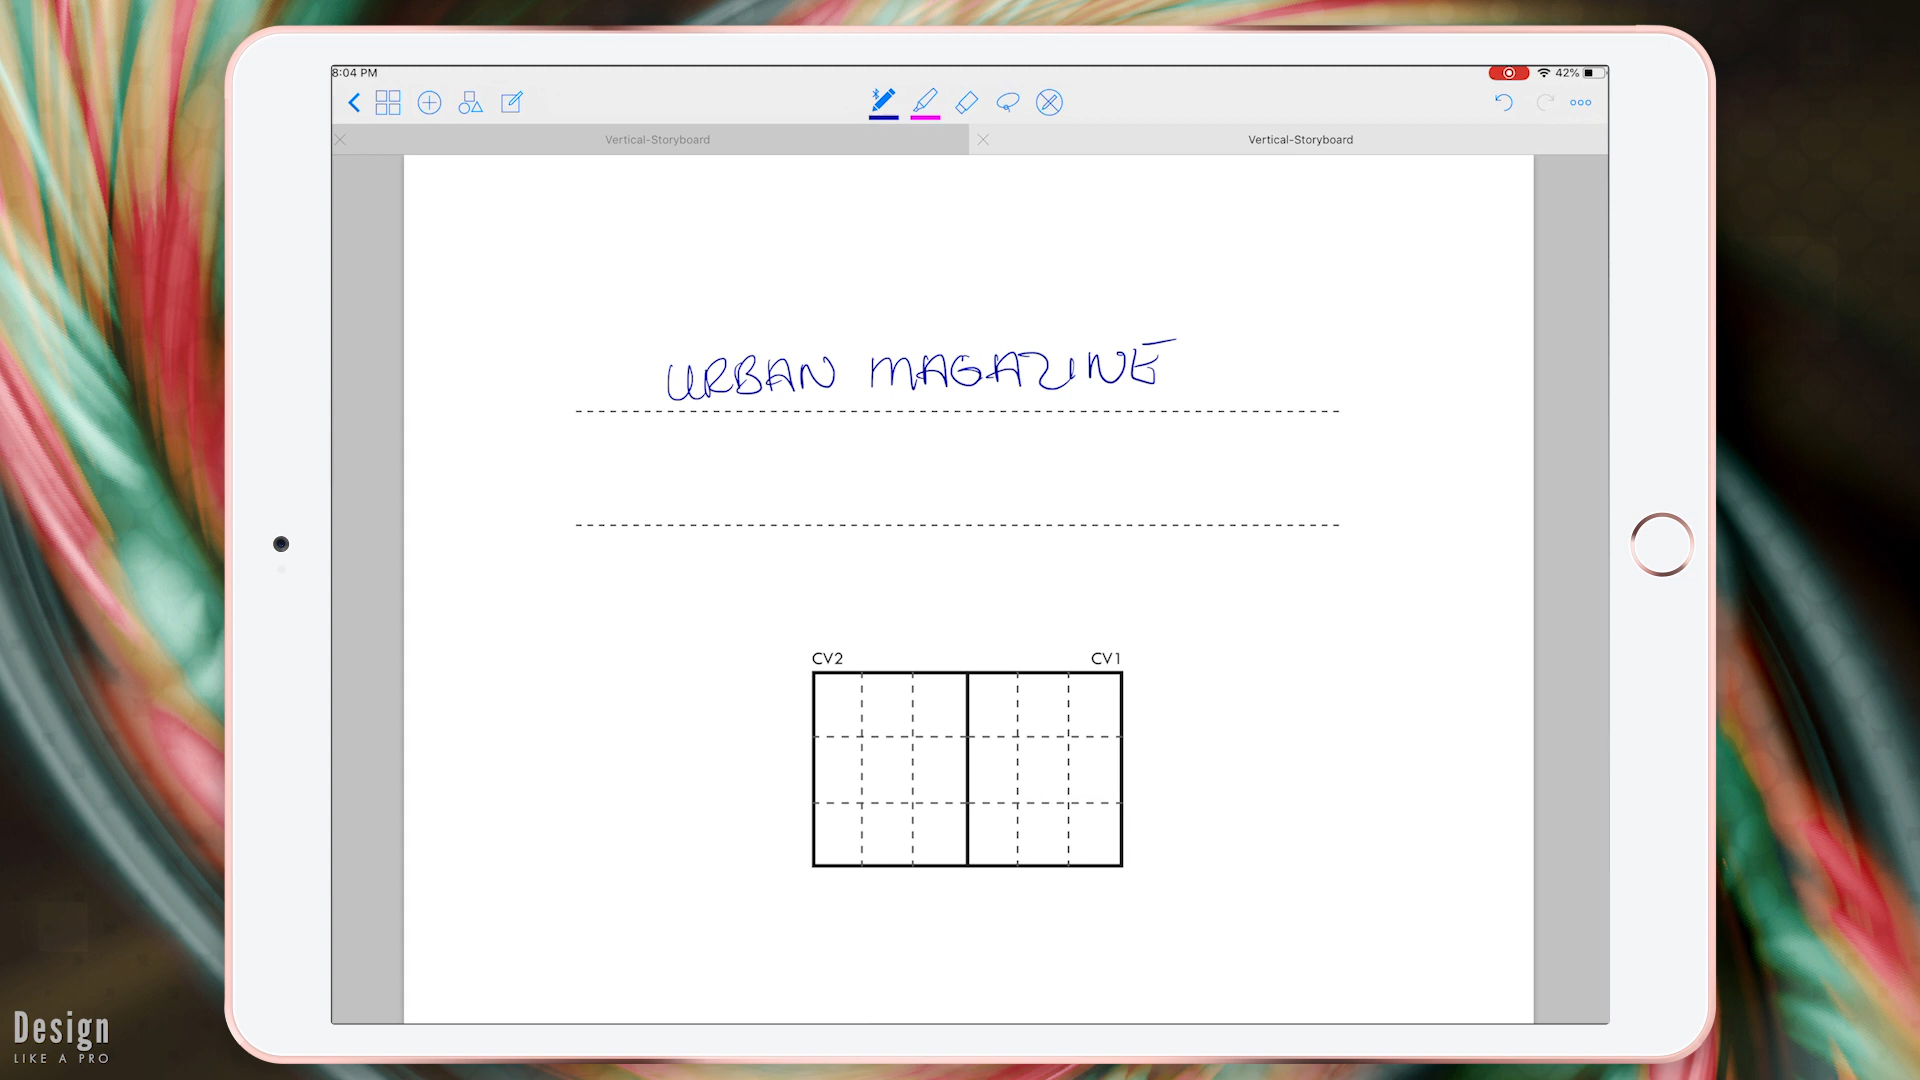 8:04 PM
42%
Vertical-Storyboard
Vertical-Storyboard
URBAN MAGAZINE
CV2
CV1
Design
LIKE A PRO